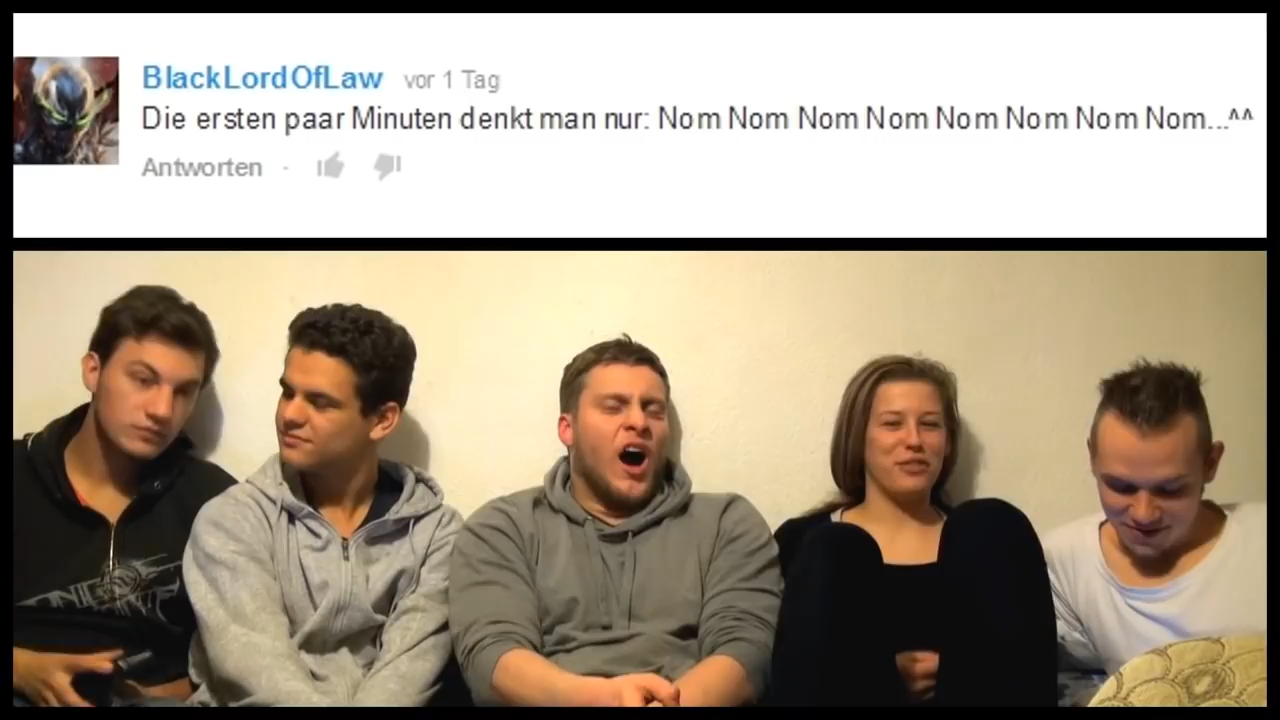 BlackLordOfLaw vor 1 Tag
Die ersten paar Minuten denkt man nur: Nom Nom Nom Nom Nom Nom Nom Nom...^^
Antworten ·